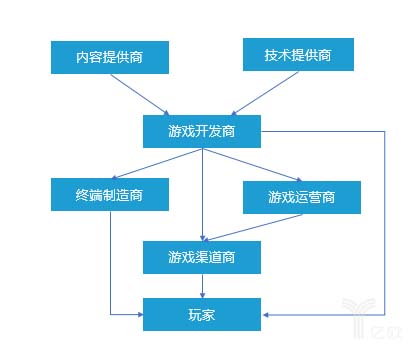 内容提供商
技术提供商
游戏开发商
终端制造商
游戏运营商
游戏渠道商
玩家
亿欧